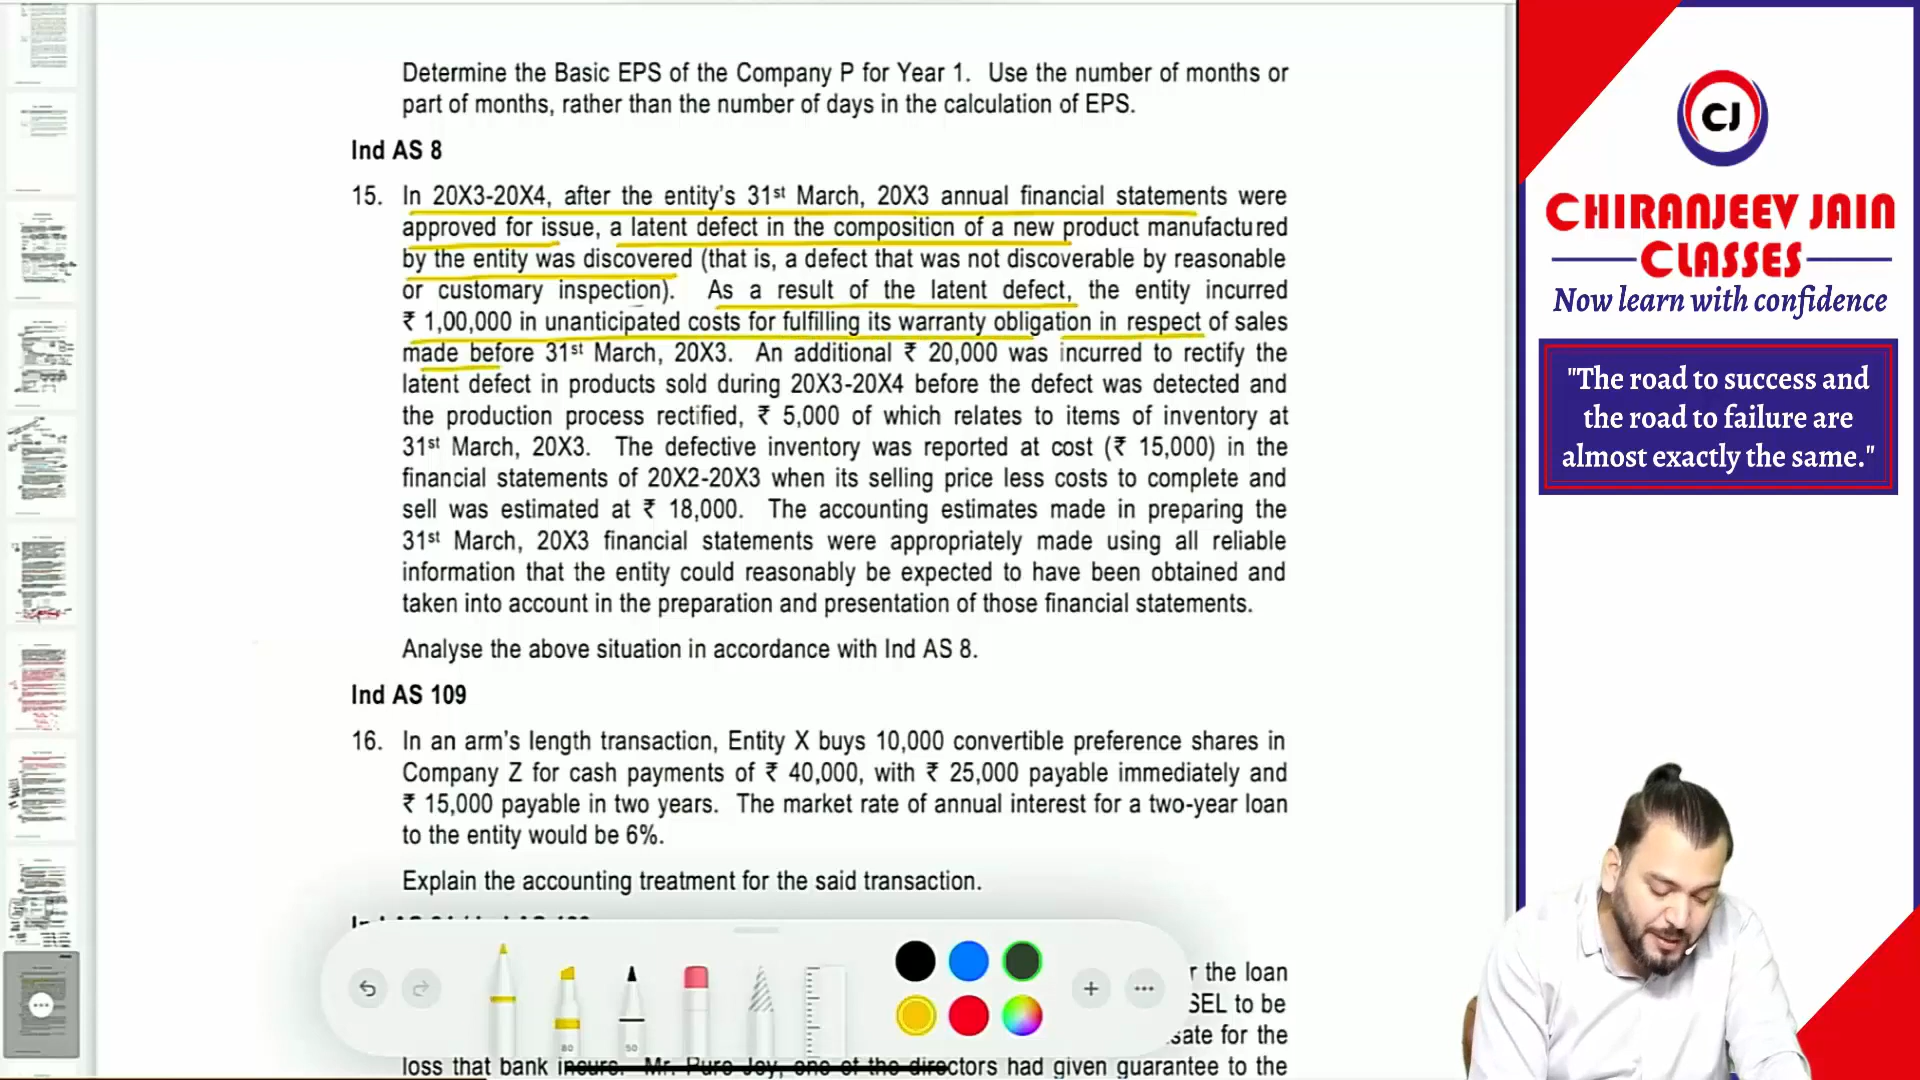 Determine the Basic EPS of the Company P for Year 1. Use the number of months or
part of months, rather than the number of days in the calculation of EPS.
Ind AS 8
15. In 20X3-20X4, after the entity's 31st March, 20X3 annual financial statements were
approved for issue, a latent defect in the composition of a new product manufactured
by the entity was discovered (that is, a defect that was not discoverable by reasonable
or customary inspection). As a result of the latent defect, the entity incurred
₹ 1,00,000 in unanticipated costs for fulfilling its warranty obligation in respect of sales
made before 31st March, 20X3. An additional ₹ 20,000 was incurred to rectify the
latent defect in products sold during 20X3-20X4 before the defect was detected and
the production process rectified, ₹ 5,000 of which relates to items of inventory at
31st March, 20X3. The defective inventory was reported at cost (₹ 15,000) in the
financial statements of 20X2-20X3 when its selling price less costs to complete and
sell was estimated at ₹ 18,000. The accounting estimates made in preparing the
31st March, 20X3 financial statements were appropriately made using all reliable
information that the entity could reasonably be expected to have been obtained and
taken into account in the preparation and presentation of those financial statements.
Analyse the above situation in accordance with Ind AS 8.
Ind AS 109
16. In an arm's length transaction, Entity X buys 10,000 convertible preference shares in
Company Z for cash payments of ₹ 40,000, with ₹ 25,000 payable immediately and
₹ 15,000 payable in two years. The market rate of annual interest for a two-year loan
to the entity would be 6%.
Explain the accounting treatment for the said transaction.
r the loan
SEL to be
sate for the
loss that bank incurs. Mr. Pure Joy, one of the directors had given guarantee to the
80
50
CJ
CHIRANJEEV JAIN
CLASSES
Now learn with confidence
"The road to success and
the road to failure are
almost exactly the same."